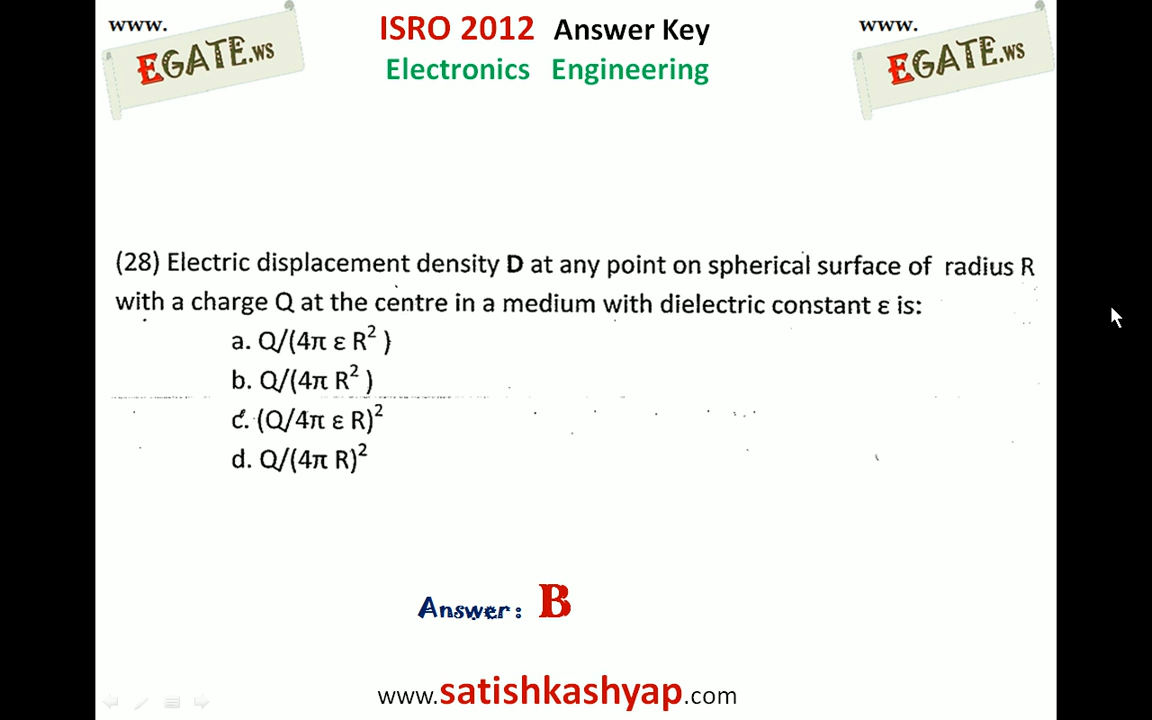 www.
EGATE.ws
ISRO 2012 Answer Key
Electronics Engineering
www.
EGATE.ws
(28) Electric displacement density D at any point on spherical surface of radius R
with a charge Q at the centre in a medium with dielectric constant ε is:
a. Q/(4π ε R² )
b. Q/(4π R² )
c. (Q/4π ε R)²
d. Q/(4π R)²
Answer: B
www.satishkashyap.com